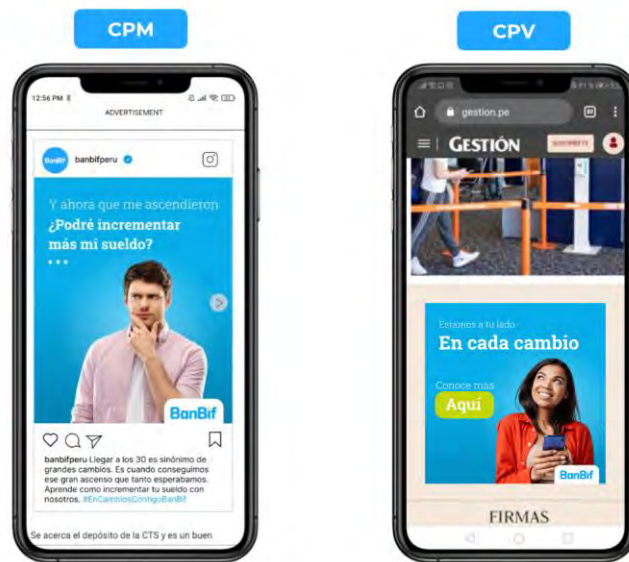 CPM
CPV
12:56 PM
ADVERTISEMENT
BanBif
banbifperu
Y ahora que me ascendieron
¿Podré incrementar
más mi sueldo?
...
BanBif
banbifperu Llegar a los 30 es sinónimo de
grandes cambios. Es cuando conseguimos
ese gran ascenso que tanto esperabamos.
Aprende como incrementar tu sueldo con
nosotros. #EnCambiosContigoBanBif
Se acerca el depósito de la CTS y es un buen
gestion.pe
GESTIÓN
SUSCRÍBETE
Estamos a tu lado
En cada cambio
Conoce más
Aquí
BanBif
FIRMAS